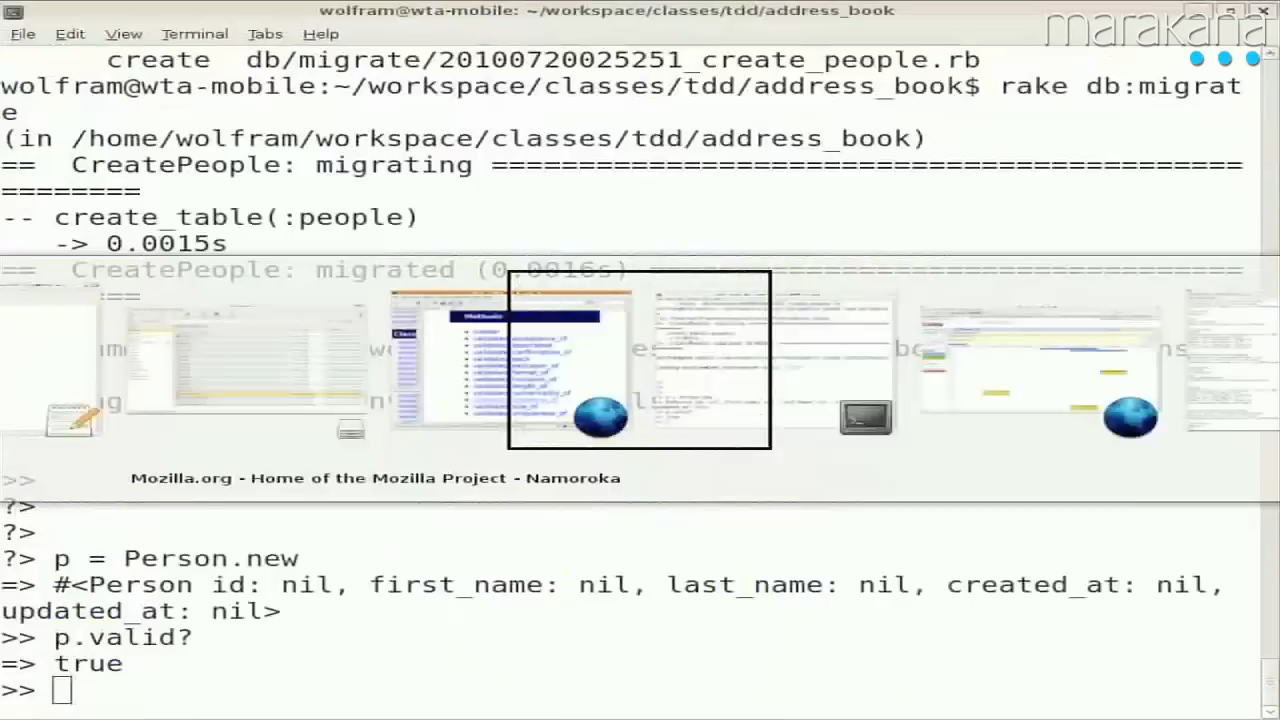 wolfram@wta-mobile: ~/workspace/classes/tdd/address_book
marakana
File Edit View Terminal Tabs Help
create db/migrate/20100720025251_create_people.rb
wolfram@wta-mobile:~/workspace/classes/tdd/address_book$ rake db:migrat
e
(in /home/wolfram/workspace/classes/tdd/address_book)
== CreatePeople: migrating ===========================================
========
-- create_table(:people)
-> 0.0015s
== CreatePeople: migrated (0.0016s) ==================================
Methods
Mozilla.org - Home of the Mozilla Project - Namoroka
>>
?>
?>
?> p = Person.new
=> #<Person id: nil, first_name: nil, last_name: nil, created_at: nil,
updated_at: nil>
>> p.valid?
=> true
>>